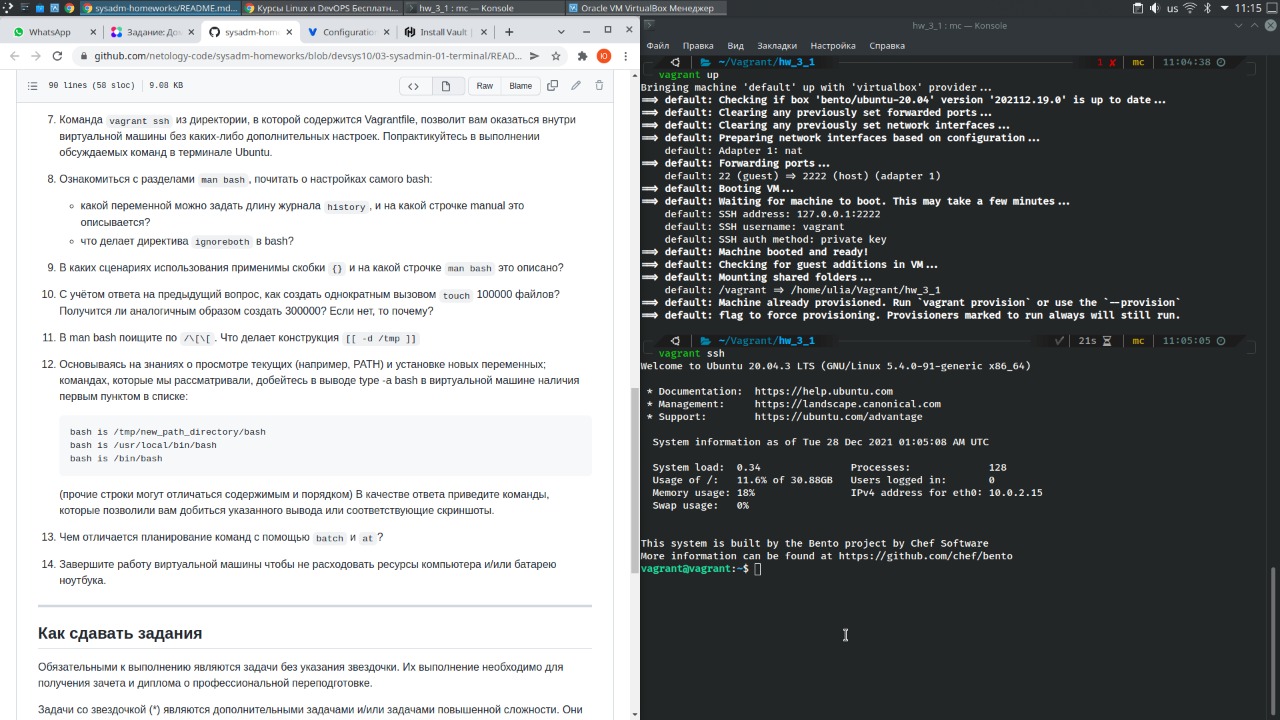 sysadm-homeworks/README.md...
Курсы Linux и DevOPS Бесплатн...
hw_3_1 : mc — Konsole
Oracle VM VirtualBox Менеджер
us
11:15
WhatsApp
Задание: До
sysadm-hom
Configuratio
Install Vault
github.com/netology-code/sysadm-homeworks/blob/devsys10/03-sysadmin-01-terminal/READ...
90 lines (58 sloc) 9.08 KB
Raw
Blame
7. Команда vagrant ssh из директории, в которой содержится Vagrantfile, позволит вам оказаться внутри
виртуальной машины без каких-либо дополнительных настроек. Попрактикуйтесь в выполнении
обсуждаемых команд в терминале Ubuntu.
8. Ознакомиться с разделами man bash, почитать о настройках самого bash:
какой переменной можно задать длину журнала history, и на какой строчке manual это
описывается?
что делает директива ignoreboth в bash?
9. В каких сценариях использования применимы скобки {} и на какой строчке man bash это описано?
10. С учётом ответа на предыдущий вопрос, как создать однократным вызовом touch 100000 файлов?
Получится ли аналогичным образом создать 300000? Если нет, то почему?
11. В man bash поищите по /\[\[. Что делает конструкция [[ -d /tmp ]]
12. Основываясь на знаниях о просмотре текущих (например, PATH) и установке новых переменных;
командах, которые мы рассматривали, добейтесь в выводе type -a bash в виртуальной машине наличия
первым пунктом в списке:
bash is /tmp/new_path_directory/bash
bash is /usr/local/bin/bash
bash is /bin/bash
(прочие строки могут отличаться содержимым и порядком) В качестве ответа приведите команды,
которые позволили вам добиться указанного вывода или соответствующие скриншоты.
13. Чем отличается планирование команд с помощью batch и at?
14. Завершите работу виртуальной машины чтобы не расходовать ресурсы компьютера и/или батарею
ноутбука.
Как сдавать задания
Обязательными к выполнению являются задачи без указания звездочки. Их выполнение необходимо для
получения зачета и диплома о профессиональной переподготовке.
Задачи со звездочкой (*) являются дополнительными задачами и/или задачами повышенной сложности. Они
hw_3_1 : mc — Konsole
Файл Правка Вид Закладки Настройка Справка
~/Vagrant/hw_3_1 1 ✘ mc 11:04:38
vagrant up
Bringing machine 'default' up with 'virtualbox' provider...
==> default: Checking if box 'bento/ubuntu-20.04' version '202112.19.0' is up to date...
==> default: Clearing any previously set forwarded ports...
==> default: Clearing any previously set network interfaces...
==> default: Preparing network interfaces based on configuration...
default: Adapter 1: nat
==> default: Forwarding ports...
default: 22 (guest) => 2222 (host) (adapter 1)
==> default: Booting VM...
==> default: Waiting for machine to boot. This may take a few minutes...
default: SSH address: 127.0.0.1:2222
default: SSH username: vagrant
default: SSH auth method: private key
==> default: Machine booted and ready!
==> default: Checking for guest additions in VM...
==> default: Mounting shared folders...
default: /vagrant => /home/ulia/Vagrant/hw_3_1
==> default: Machine already provisioned. Run `vagrant provision` or use the `--provision`
==> default: flag to force provisioning. Provisioners marked to run always will still run.
~/Vagrant/hw_3_1 ✓ 21s mc 11:05:05
vagrant ssh
Welcome to Ubuntu 20.04.3 LTS (GNU/Linux 5.4.0-91-generic x86_64)
* Documentation: https://help.ubuntu.com
* Management: https://landscape.canonical.com
* Support: https://ubuntu.com/advantage
System information as of Tue 28 Dec 2021 01:05:08 AM UTC
System load: 0.34 Processes: 128
Usage of /: 11.6% of 30.88GB Users logged in: 0
Memory usage: 18% IPv4 address for eth0: 10.0.2.15
Swap usage: 0%
This system is built by the Bento project by Chef Software
More information can be found at https://github.com/chef/bento
vagrant@vagrant:~$